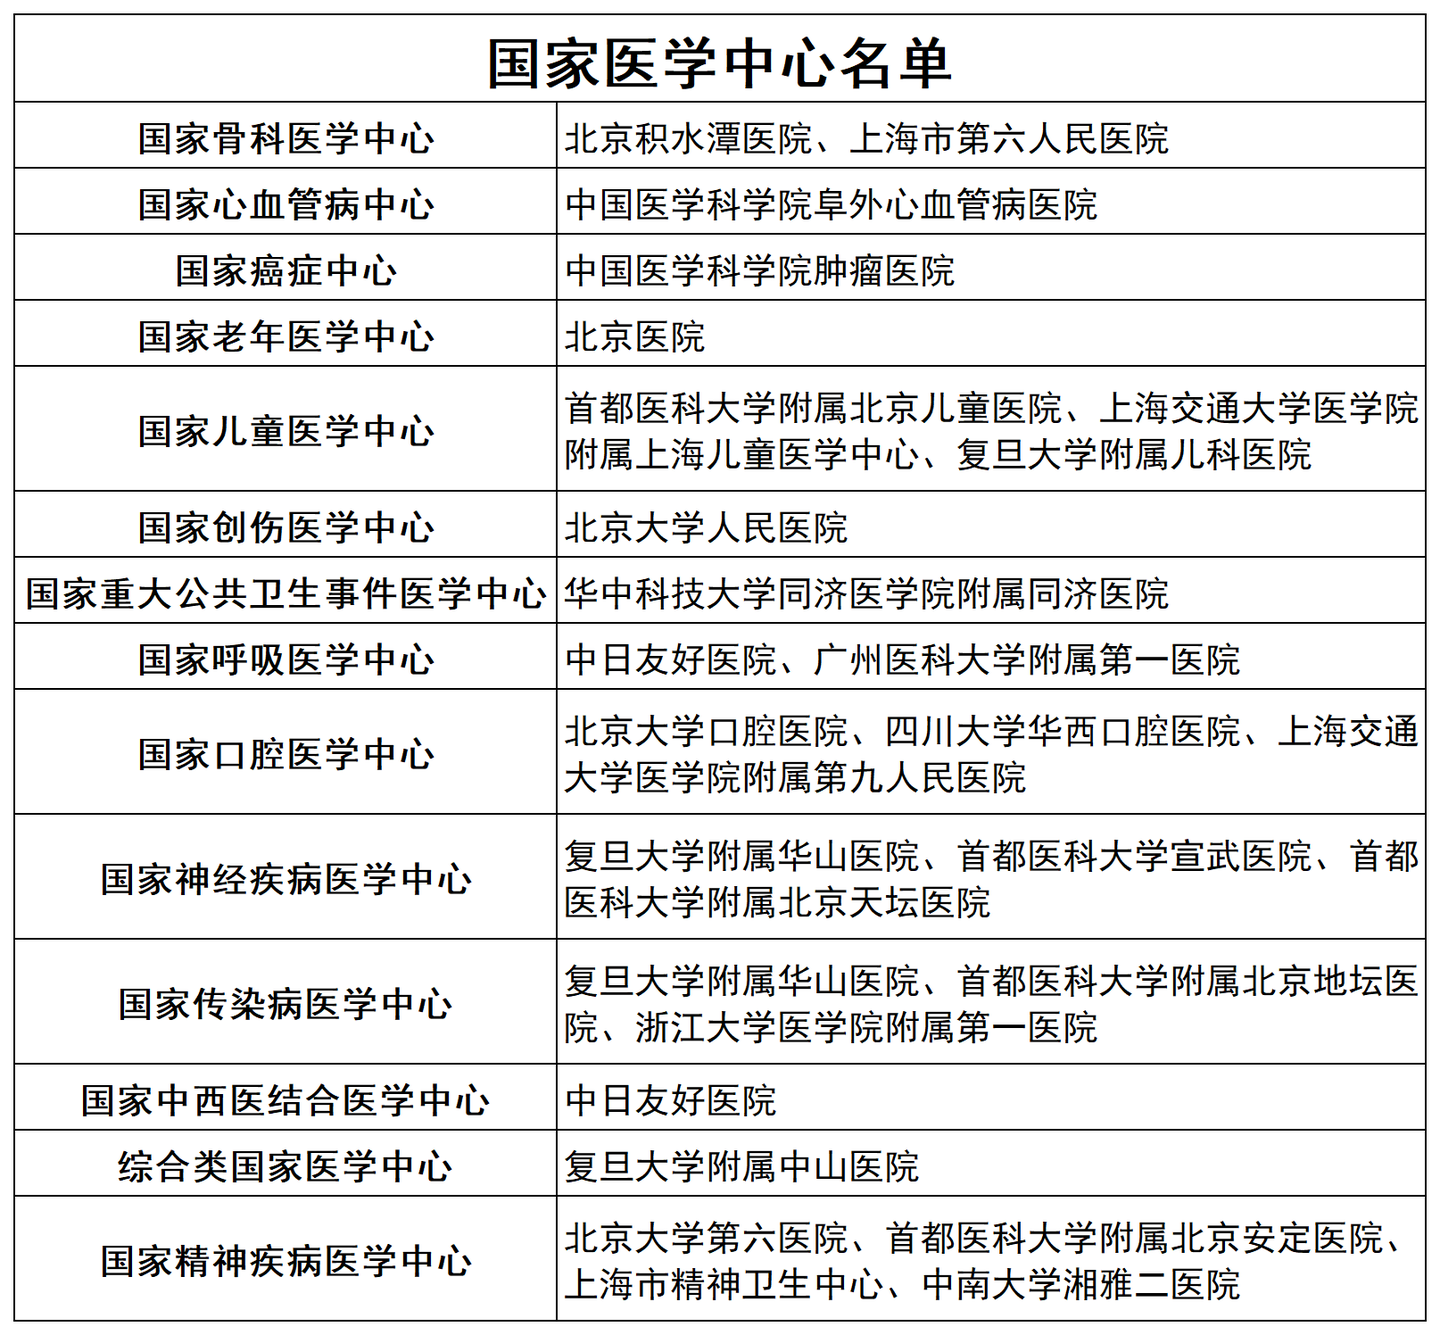 国家医学中心名单
国家骨科医学中心 北京积水潭医院、上海市第六人民医院
国家心血管病中心 中国医学科学院阜外心血管病医院
国家癌症中心 中国医学科学院肿瘤医院
国家老年医学中心 北京医院
国家儿童医学中心 首都医科大学附属北京儿童医院、上海交通大学医学院
附属上海儿童医学中心、复旦大学附属儿科医院
国家创伤医学中心 北京大学人民医院
国家重大公共卫生事件医学中心 华中科技大学同济医学院附属同济医院
国家呼吸医学中心 中日友好医院、广州医科大学附属第一医院
国家口腔医学中心 北京大学口腔医院、四川大学华西口腔医院、上海交通
大学医学院附属第九人民医院
国家神经疾病医学中心 复旦大学附属华山医院、首都医科大学宣武医院、首都
医科大学附属北京天坛医院
国家传染病医学中心 复旦大学附属华山医院、首都医科大学附属北京地坛医
院、浙江大学医学院附属第一医院
国家中西医结合医学中心 中日友好医院
综合类国家医学中心 复旦大学附属中山医院
国家精神疾病医学中心 北京大学第六医院、首都医科大学附属北京安定医院、
上海市精神卫生中心、中南大学湘雅二医院